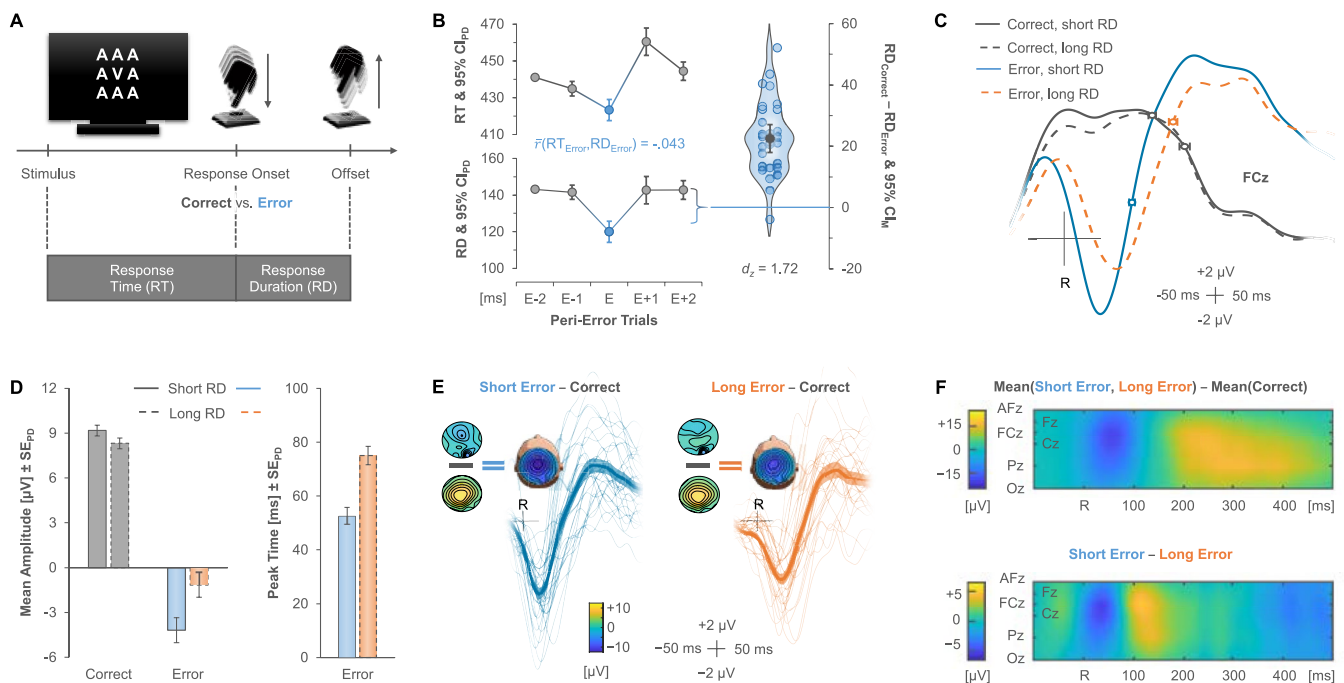 A
AAA
AVA
AAA
Stimulus
Response Onset
Offset
Correct vs. Error
Response Time (RT)
Response Duration (RD)
B
RT & 95% CI_PD
470
450
430
410
r̅(RT_Error,RD_Error) = -.043
RD & 95% CI_PD
160
140
120
100
[ms]
E-2
E-1
E
E+1
E+2
Peri-Error Trials
60
40
20
0
-20
RD_Correct – RD_Error & 95% CI_M
d_z = 1.72
C
Correct, short RD
Correct, long RD
Error, short RD
Error, long RD
FCz
R
+2 µV
-50 ms
50 ms
-2 µV
D
Short RD
Long RD
Mean Amplitude [µV] ± SE_PD
12
9
6
3
0
-3
-6
Correct
Error
Peak Time [ms] ± SE_PD
100
80
60
40
20
0
Error
E
Short Error – Correct
R
Long Error – Correct
R
+10
0
−10
[µV]
+2 µV
−50 ms
50 ms
−2 µV
F
Mean(Short Error, Long Error) – Mean(Correct)
+15
0
−15
[µV]
AFz
Fz
FCz
Cz
Pz
Oz
R
100
200
300
400
[ms]
Short Error – Long Error
+5
0
−5
[µV]
AFz
Fz
FCz
Cz
Pz
Oz
R
100
200
300
400
[ms]